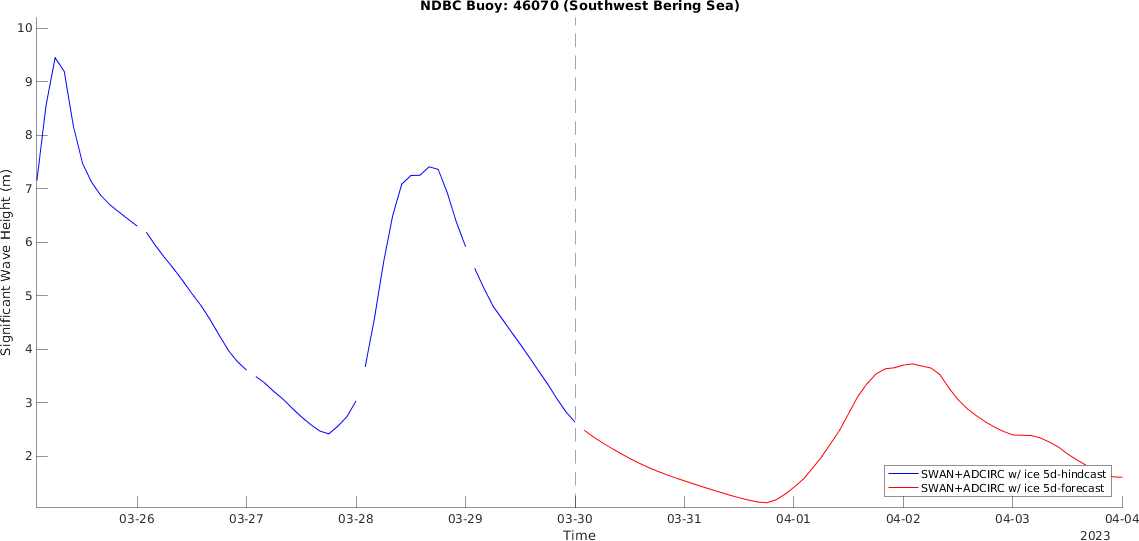 NDBC Buoy: 46070 (Southwest Bering Sea)
10
9
8
7
6
5
4
3
2
Significant Wave Height (m)
SWAN+ADCIRC w/ ice 5d-hindcast
SWAN+ADCIRC w/ ice 5d-forecast
03-26 03-27 03-28 03-29 03-30 03-31 04-01 04-02 04-03 04-04
Time
2023